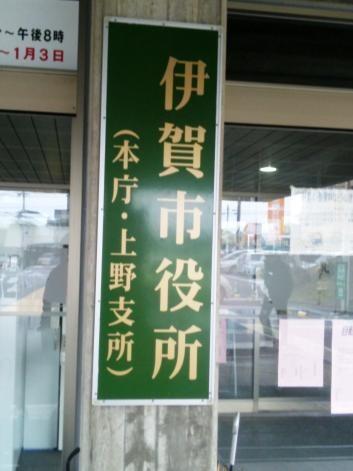 ～午後8時
～1月3日
伊賀市役所
（本庁・上野支所）